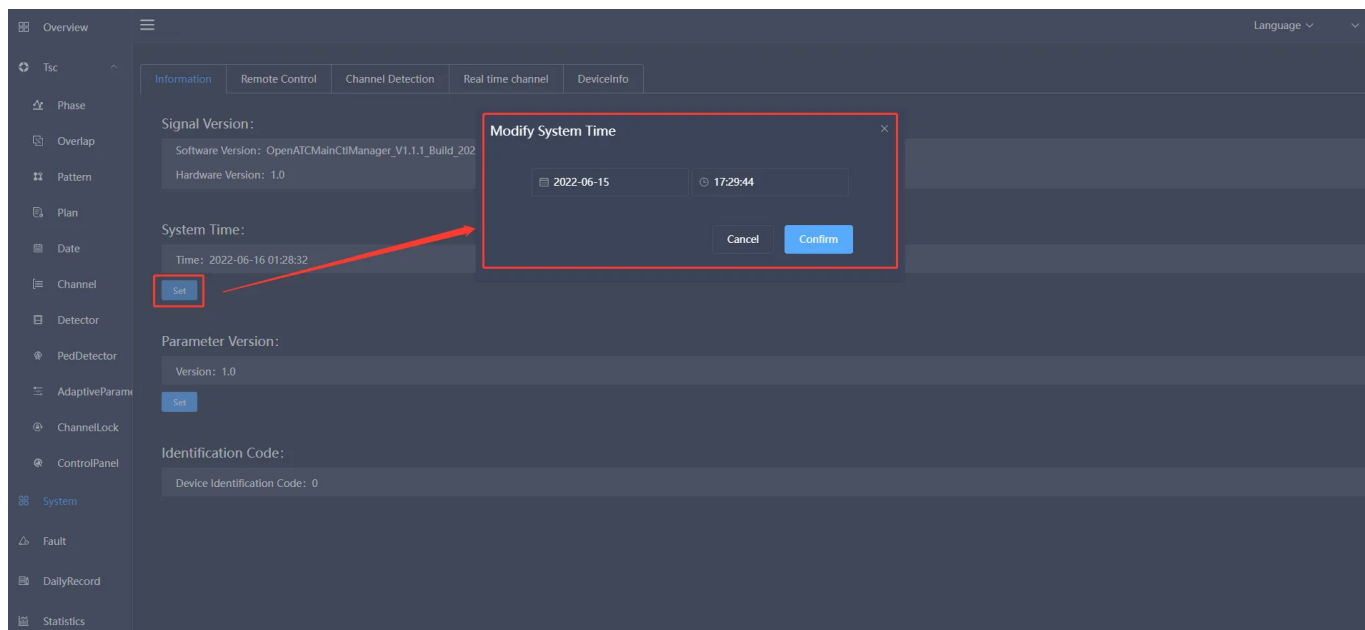 Overview
Language
Tsc
Information
Remote Control
Channel Detection
Real time channel
DeviceInfo
Phase
Overlap
Pattern
Plan
Date
Channel
Detector
PedDetector
AdaptiveParame
ChannelLock
ControlPanel
System
Fault
DailyRecord
Statistics
Signal Version:
Software Version: OpenATCMainCtlManager_V1.1.1_Build_202
Hardware Version: 1.0
System Time:
Time: 2022-06-16 01:28:32
Set
Parameter Version:
Version: 1.0
Set
Identification Code:
Device Identification Code: 0
Modify System Time
2022-06-15
17:29:44
Cancel
Confirm